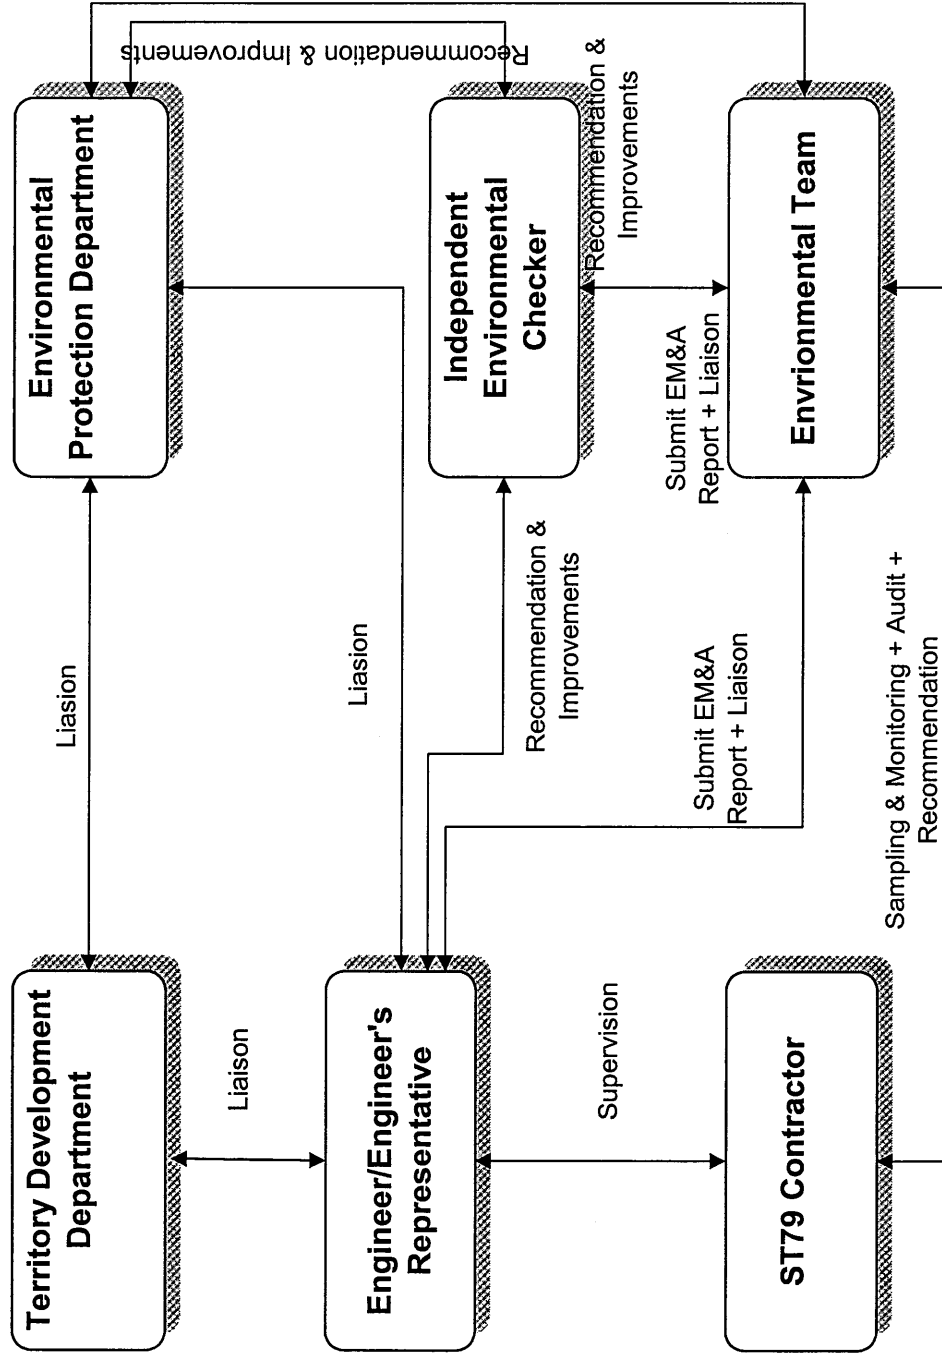 Territory Development
Department
Liasion
Environmental
Protection Department
Recommendation & Improvements
Liaison
Liasion
Engineer/Engineer's
Representative
Recommendation &
Improvements
Independent
Environmental
Checker
Recommendation &
Improvements
Supervision
Submit EM&A
Report + Liaison
Submit EM&A
Report + Liaison
ST79 Contractor
Envrionmental Team
Sampling & Monitoring + Audit +
Recommendation